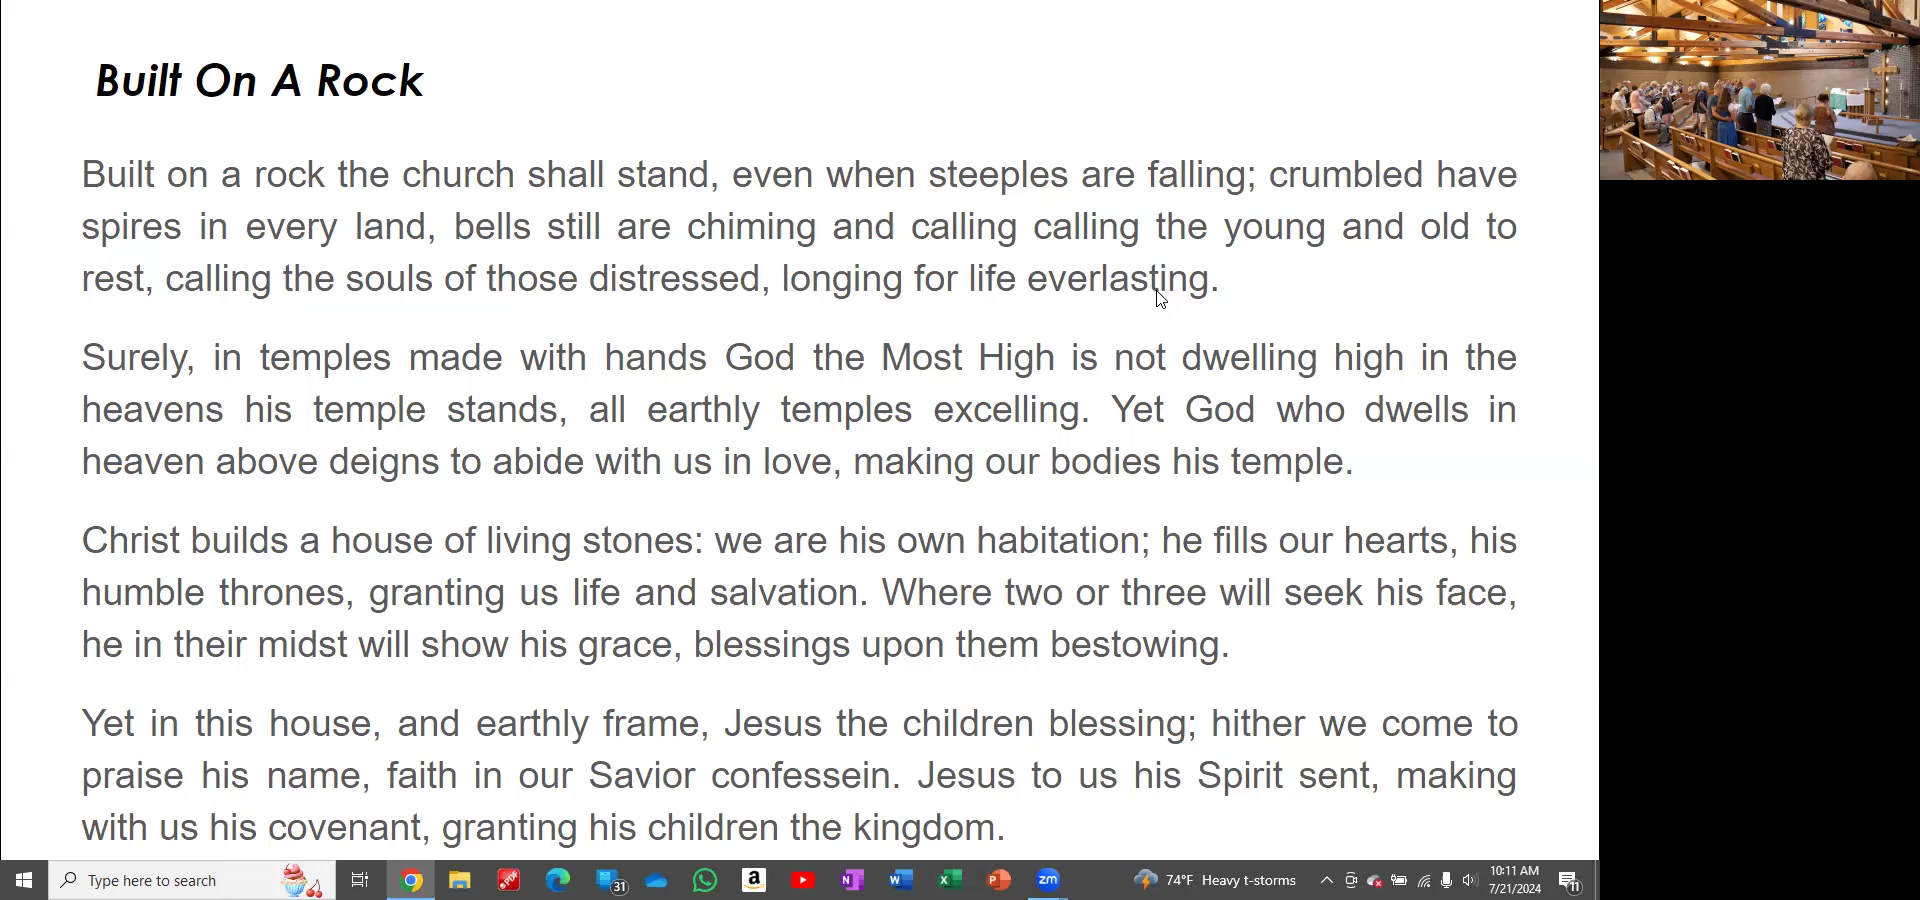 Built On A Rock
Built on a rock the church shall stand, even when steeples are falling; crumbled have
spires in every land, bells still are chiming and calling calling the young and old to
rest, calling the souls of those distressed, longing for life everlasting.
Surely, in temples made with hands God the Most High is not dwelling high in the
heavens his temple stands, all earthly temples excelling. Yet God who dwells in
heaven above deigns to abide with us in love, making our bodies his temple.
Christ builds a house of living stones: we are his own habitation; he fills our hearts, his
humble thrones, granting us life and salvation. Where two or three will seek his face,
he in their midst will show his grace, blessings upon them bestowing.
Yet in this house, and earthly frame, Jesus the children blessing; hither we come to
praise his name, faith in our Savior confessein. Jesus to us his Spirit sent, making
with us his covenant, granting his children the kingdom.
Type here to search
PDF
31
a
N
W
X
P
zm
74°F Heavy t-storms
10:11 AM
7/21/2024
11